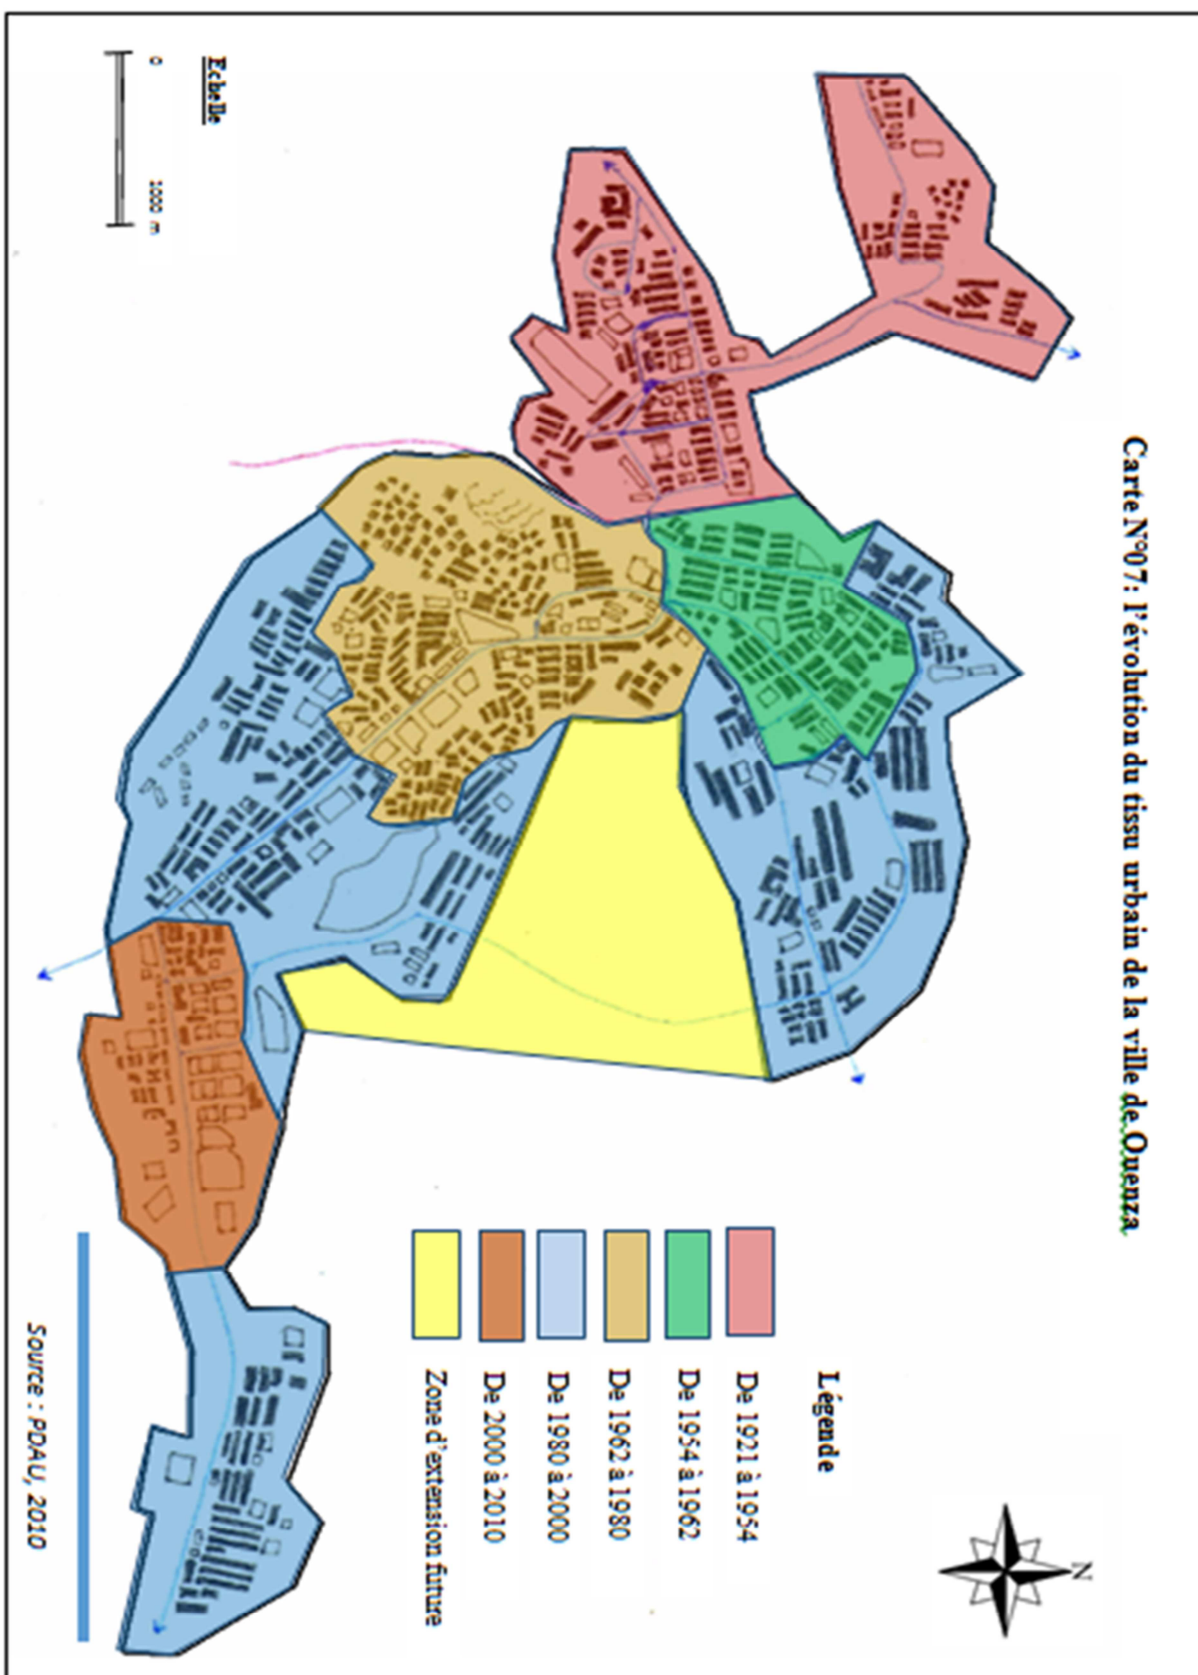 Carte N°07: l'évolution du tissu urbain de la ville de Ouenza
N
Légende
De 1921 à 1954
De 1954 à 1962
De 1962 à 1980
De 1980 à 2000
De 2000 à 2010
Zone d'extension future
Echelle
0 1000 m
Source : PDAU, 2010